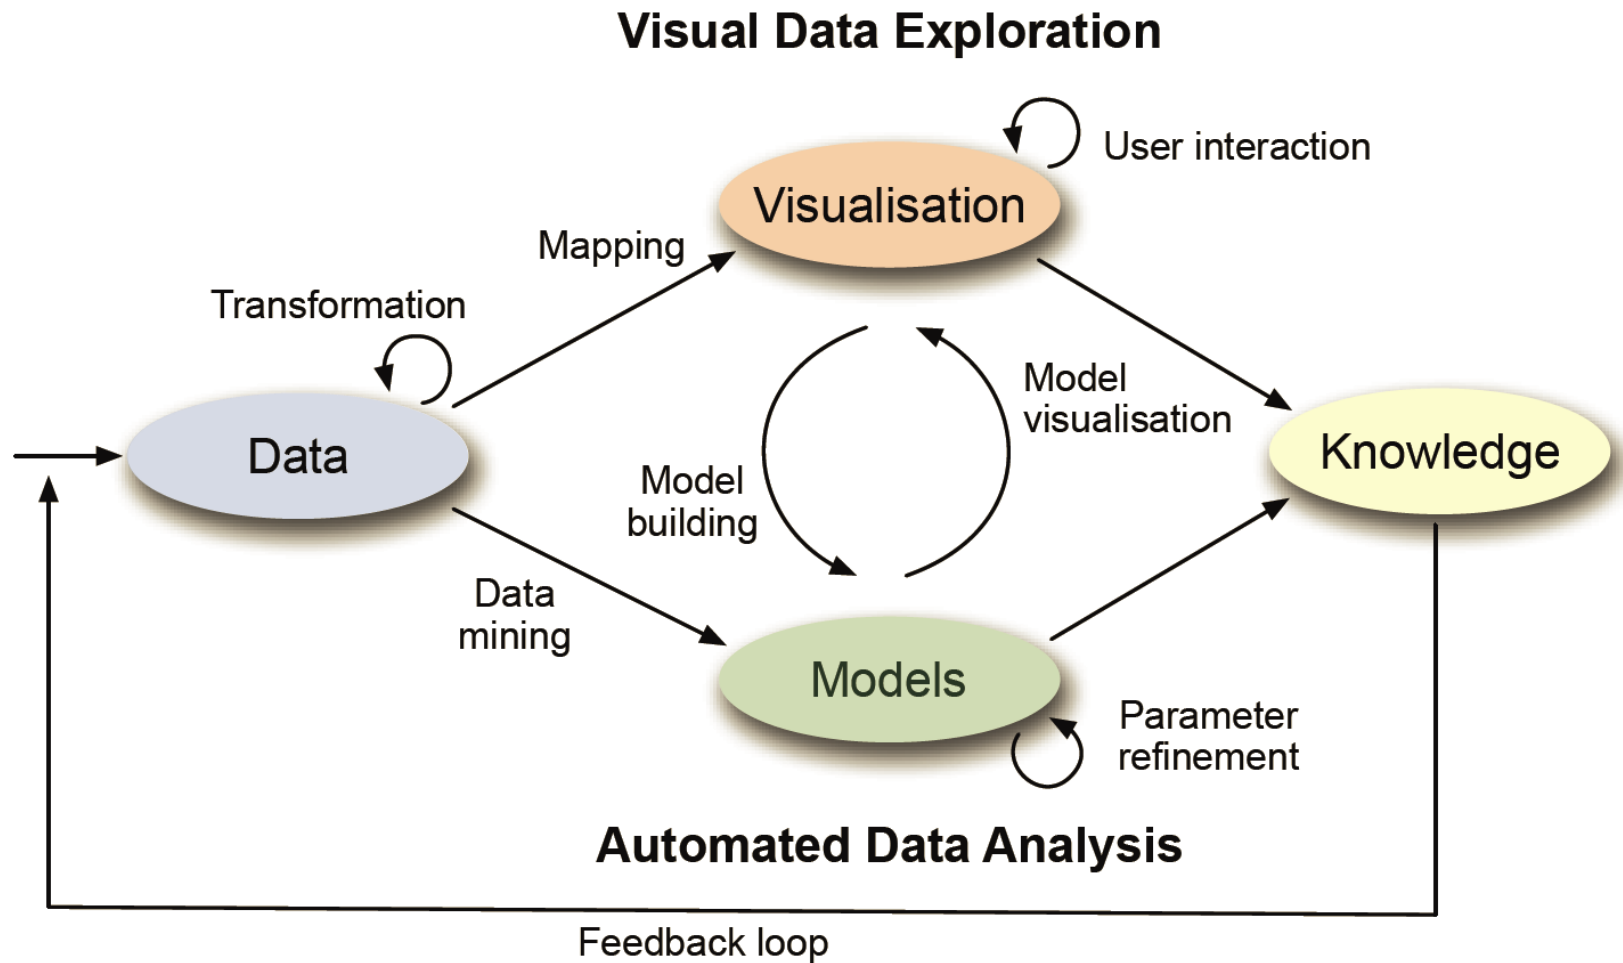 Visual Data Exploration
User interaction
Visualisation
Mapping
Transformation
Model
visualisation
Data
Knowledge
Model
building
Data
mining
Models
Parameter
refinement
Automated Data Analysis
Feedback loop